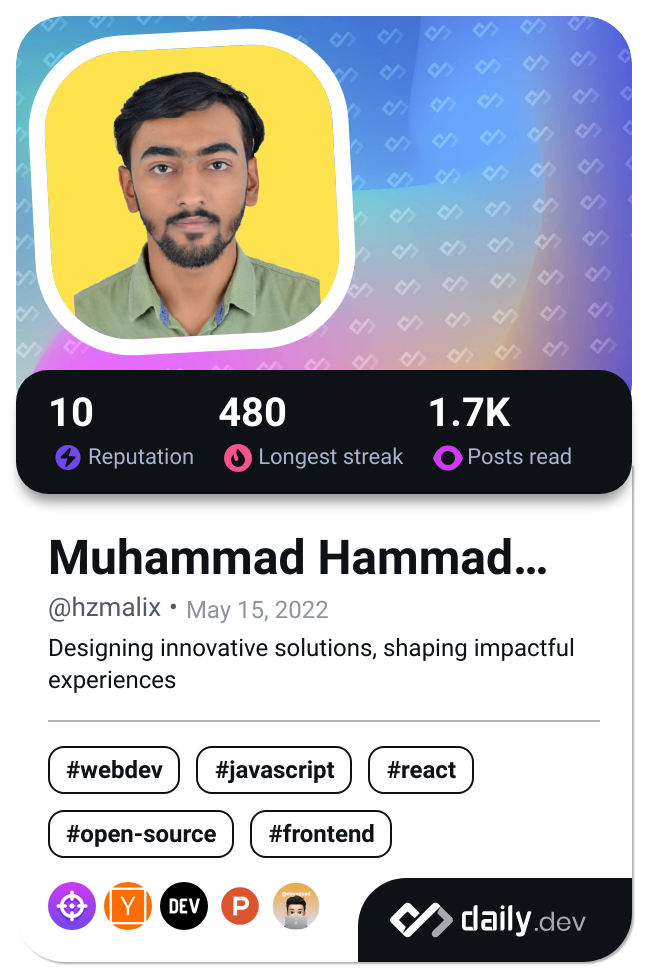 10 480 1.7K
Reputation Longest streak Posts read
Muhammad Hammad...
@hzmalix • May 15, 2022
Designing innovative solutions, shaping impactful
experiences
#webdev #javascript #react
#open-source #frontend
Y DEV P
daily.dev